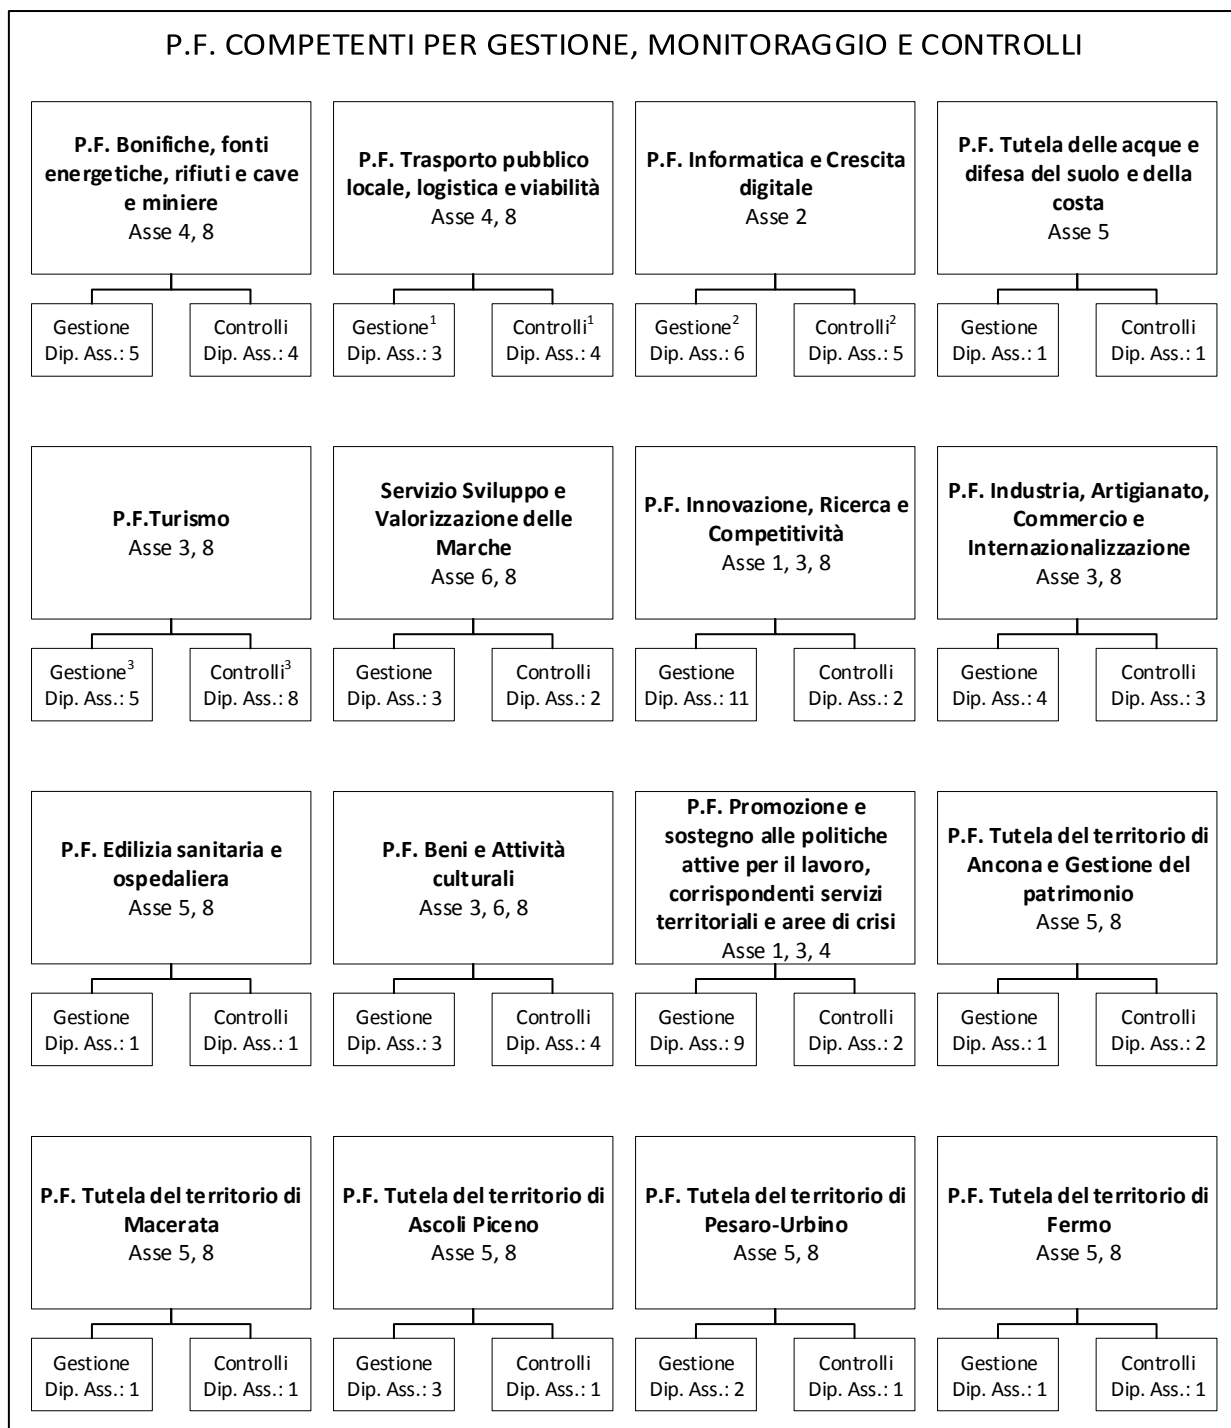 P.F. COMPETENTI PER GESTIONE, MONITORAGGIO E CONTROLLI
P.F. Bonifiche, fonti
energetiche, rifiuti e cave
e miniere
Asse 4, 8
Gestione
Dip. Ass.: 5
Controlli
Dip. Ass.: 4
P.F. Trasporto pubblico
locale, logistica e viabilità
Asse 4, 8
Gestione¹
Dip. Ass.: 3
Controlli¹
Dip. Ass.: 4
P.F. Informatica e Crescita
digitale
Asse 2
Gestione²
Dip. Ass.: 6
Controlli²
Dip. Ass.: 5
P.F. Tutela delle acque e
difesa del suolo e della
costa
Asse 5
Gestione
Dip. Ass.: 1
Controlli
Dip. Ass.: 1
P.F.Turismo
Asse 3, 8
Gestione³
Dip. Ass.: 5
Controlli³
Dip. Ass.: 8
Servizio Sviluppo e
Valorizzazione delle
Marche
Asse 6, 8
Gestione
Dip. Ass.: 3
Controlli
Dip. Ass.: 2
P.F. Innovazione, Ricerca e
Competitività
Asse 1, 3, 8
Gestione
Dip. Ass.: 11
Controlli
Dip. Ass.: 2
P.F. Industria, Artigianato,
Commercio e
Internazionalizzazione
Asse 3, 8
Gestione
Dip. Ass.: 4
Controlli
Dip. Ass.: 3
P.F. Edilizia sanitaria e
ospedaliera
Asse 5, 8
Gestione
Dip. Ass.: 1
Controlli
Dip. Ass.: 1
P.F. Beni e Attività
culturali
Asse 3, 6, 8
Gestione
Dip. Ass.: 3
Controlli
Dip. Ass.: 4
P.F. Promozione e
sostegno alle politiche
attive per il lavoro,
corrispondenti servizi
territoriali e aree di crisi
Asse 1, 3, 4
Gestione
Dip. Ass.: 9
Controlli
Dip. Ass.: 2
P.F. Tutela del territorio di
Ancona e Gestione del
patrimonio
Asse 5, 8
Gestione
Dip. Ass.: 1
Controlli
Dip. Ass.: 2
P.F. Tutela del territorio di
Macerata
Asse 5, 8
Gestione
Dip. Ass.: 1
Controlli
Dip. Ass.: 1
P.F. Tutela del territorio di
Ascoli Piceno
Asse 5, 8
Gestione
Dip. Ass.: 3
Controlli
Dip. Ass.: 1
P.F. Tutela del territorio di
Pesaro-Urbino
Asse 5, 8
Gestione
Dip. Ass.: 2
Controlli
Dip. Ass.: 1
P.F. Tutela del territorio di
Fermo
Asse 5, 8
Gestione
Dip. Ass.: 1
Controlli
Dip. Ass.: 1